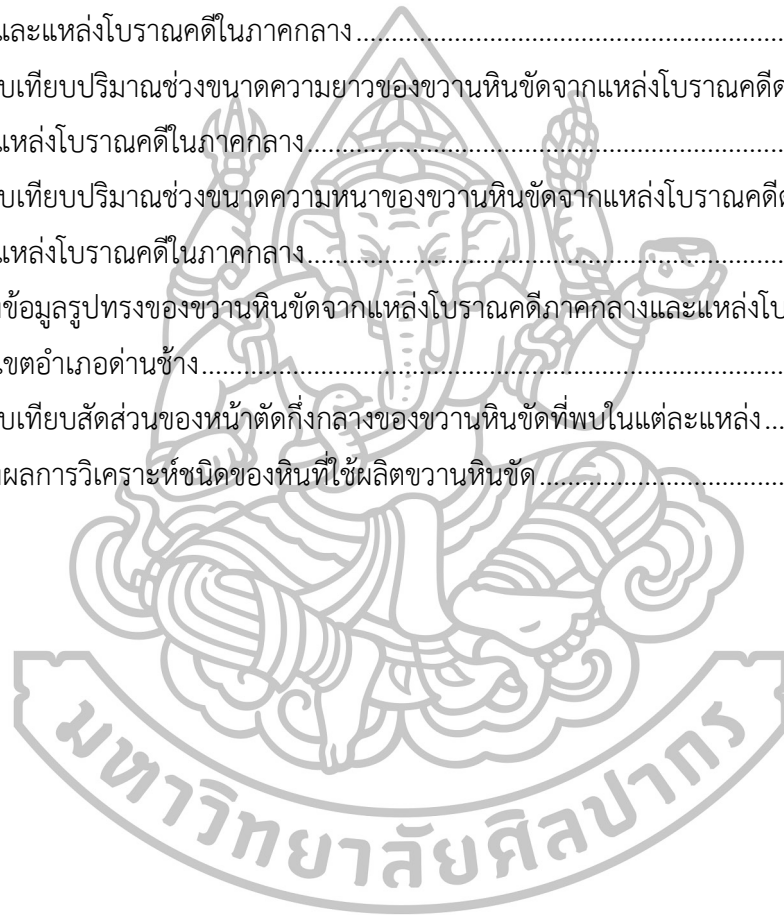 และแหล่งโบราณคดีในภาคกลาง
บเทียบปริมาณช่วงขนาดความยาวของขวานหินขัดจากแหล่งโบราณคดี
แหล่งโบราณคดีในภาคกลาง
บเทียบปริมาณช่วงขนาดความหนาของขวานหินขัดจากแหล่งโบราณคดี
แหล่งโบราณคดีในภาคกลาง
ข้อมูลรูปทรงของขวานหินขัดจากแหล่งโบราณคดีภาคกลางและแหล่งโบ
เขตอำเภอด่านช้าง
บเทียบสัดส่วนของหน้าตัดกึ่งกลางของขวานหินขัดที่พบในแต่ละแหล่ง
ผลการวิเคราะห์ชนิดของหินที่ใช้ผลิตขวานหินขัด
มหาวิทยาลัยศิลปากร